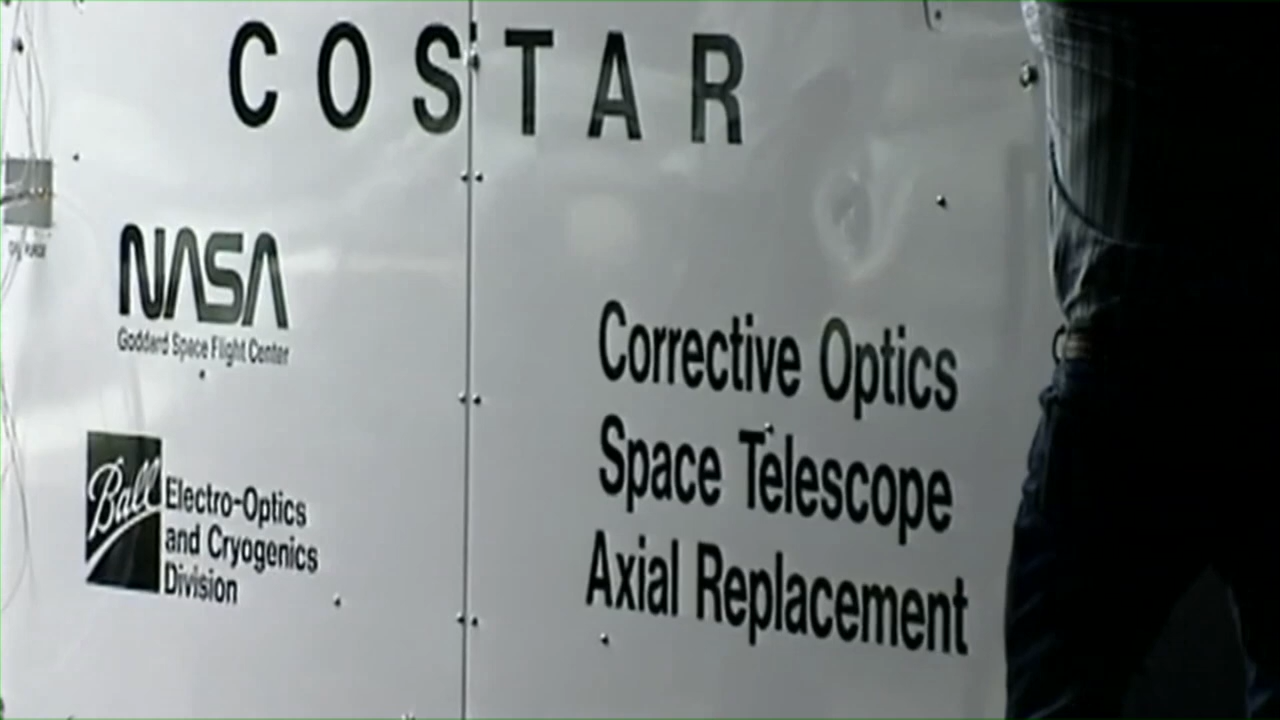 COSTAR
NASA
Goddard Space Flight Center
Ball
Electro-Optics
and Cryogenics
Division
Corrective Optics
Space Telescope
Axial Replacement